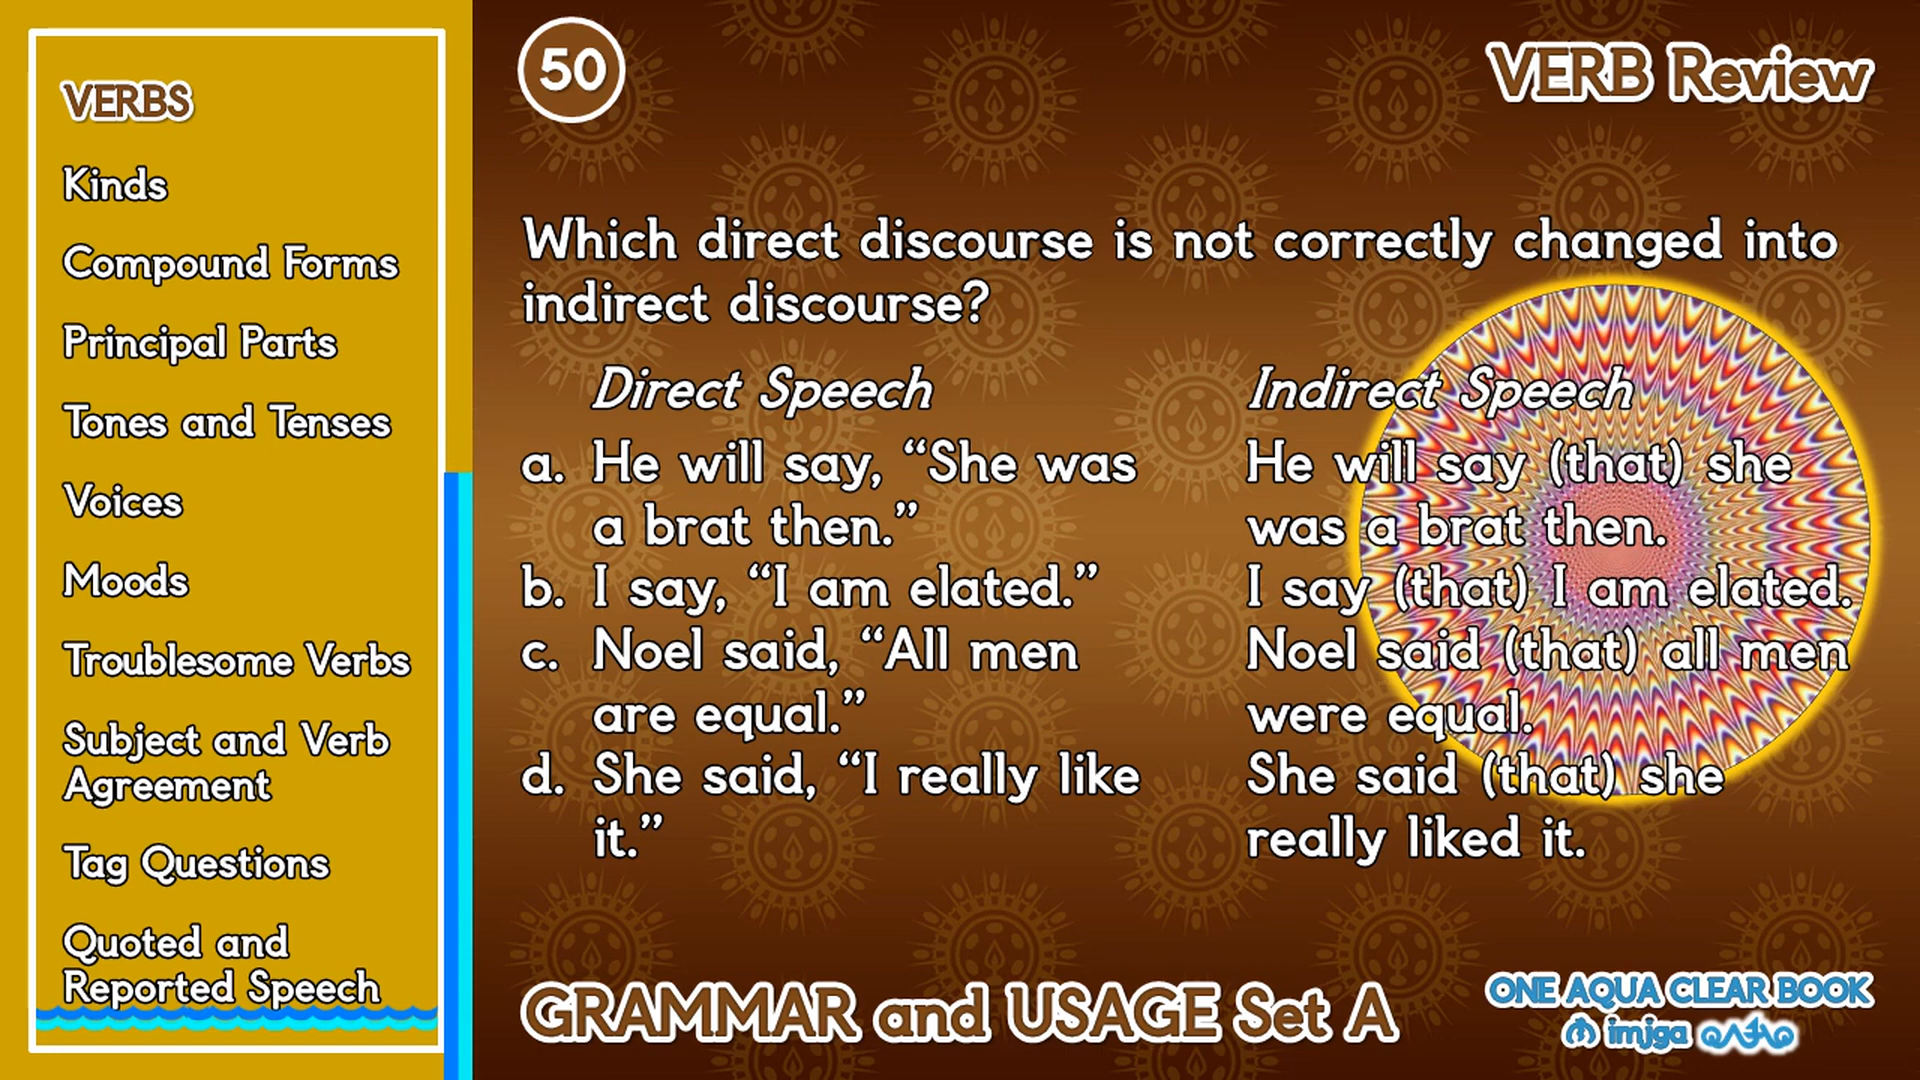 VERBS
Kinds
Compound Forms
Principal Parts
Tones and Tenses
Voices
Moods
Troublesome Verbs
Subject and Verb
Agreement
Tag Questions
Quoted and
Reported Speech
50
VERB Review
Which direct discourse is not correctly changed into
indirect discourse?
Direct Speech
Indirect Speech
a. He will say, “She was
a brat then.”
He will say (that) she
was a brat then.
b. I say, “I am elated.”
I say (that) I am elated.
c. Noel said, “All men
are equal.”
Noel said (that) all men
were equal.
d. She said, “I really like
it.”
She said (that) she
really liked it.
GRAMMAR and USAGE Set A
ONE AQUA CLEAR BOOK
imjga